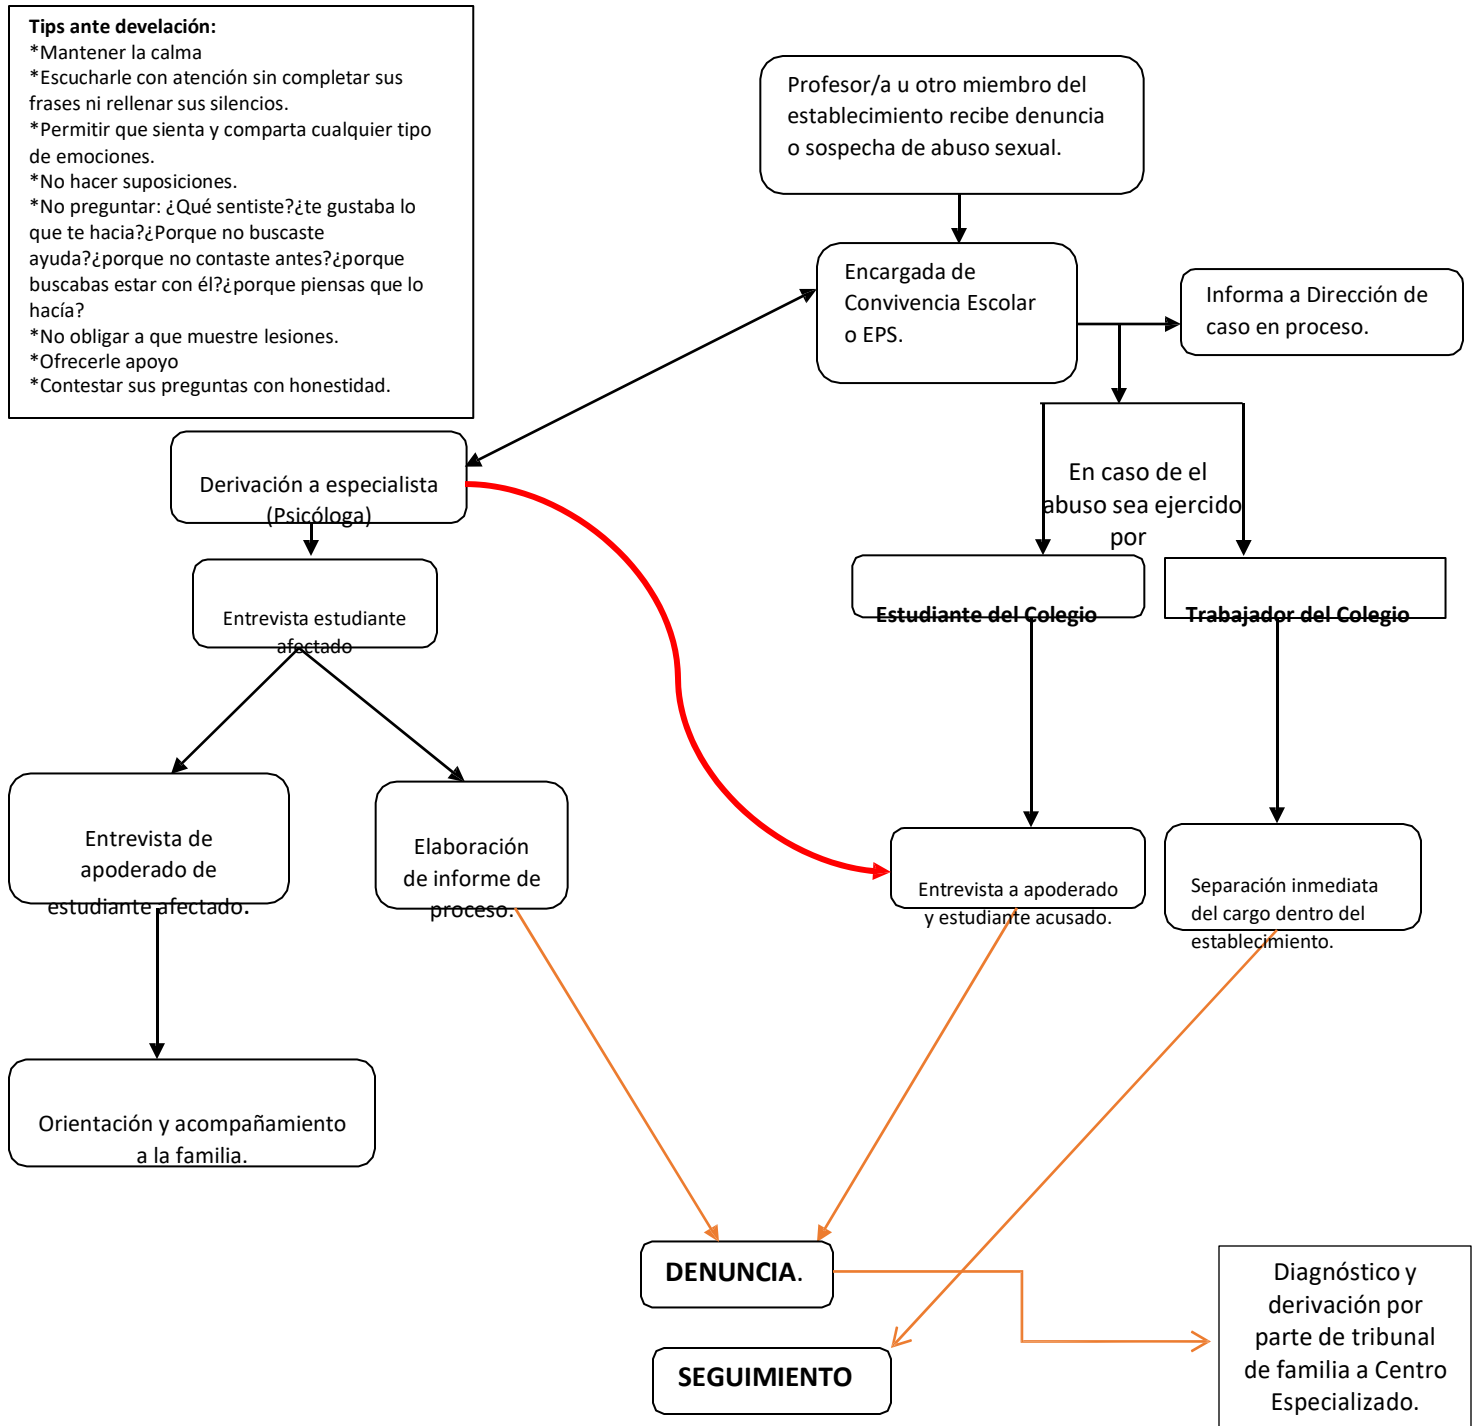 Tips ante develación:
*Mantener la calma
*Escucharle con atención sin completar sus
frases ni rellenar sus silencios.
*Permitir que sienta y comparta cualquier tipo
de emociones.
*No hacer suposiciones.
*No preguntar: ¿Qué sentiste?¿te gustaba lo
que te hacia?¿Porque no buscaste
ayuda?¿porque no contaste antes?¿porque
buscabas estar con él?¿porque piensas que lo
hacía?
*No obligar a que muestre lesiones.
*Ofrecerle apoyo
*Contestar sus preguntas con honestidad.
Profesor/a u otro miembro del
establecimiento recibe denuncia
o sospecha de abuso sexual.
Encargada de
Convivencia Escolar
o EPS.
Informa a Dirección de
caso en proceso.
Derivación a especialista
(Psicóloga)
En caso de el
abuso sea ejercido
por
Entrevista estudiante
afectado
Estudiante del Colegio
Trabajador del Colegio
Entrevista de
apoderado de
estudiante afectado.
Elaboración
de informe de
proceso.
Entrevista a apoderado
y estudiante acusado.
Separación inmediata
del cargo dentro del
establecimiento.
Orientación y acompañamiento
a la familia.
DENUNCIA.
SEGUIMIENTO
Diagnóstico y
derivación por
parte de tribunal
de familia a Centro
Especializado.